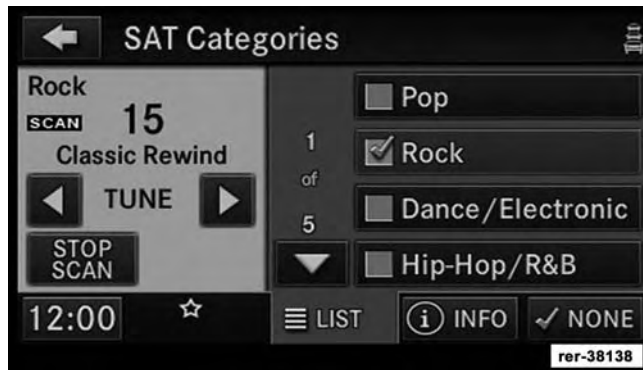 SAT Categories
Rock
SCAN 15
Classic Rewind
TUNE
STOP
SCAN
1
of
5
Pop
Rock
Dance/Electronic
Hip-Hop/R&B
12:00
LIST
i INFO
NONE
rer-38138